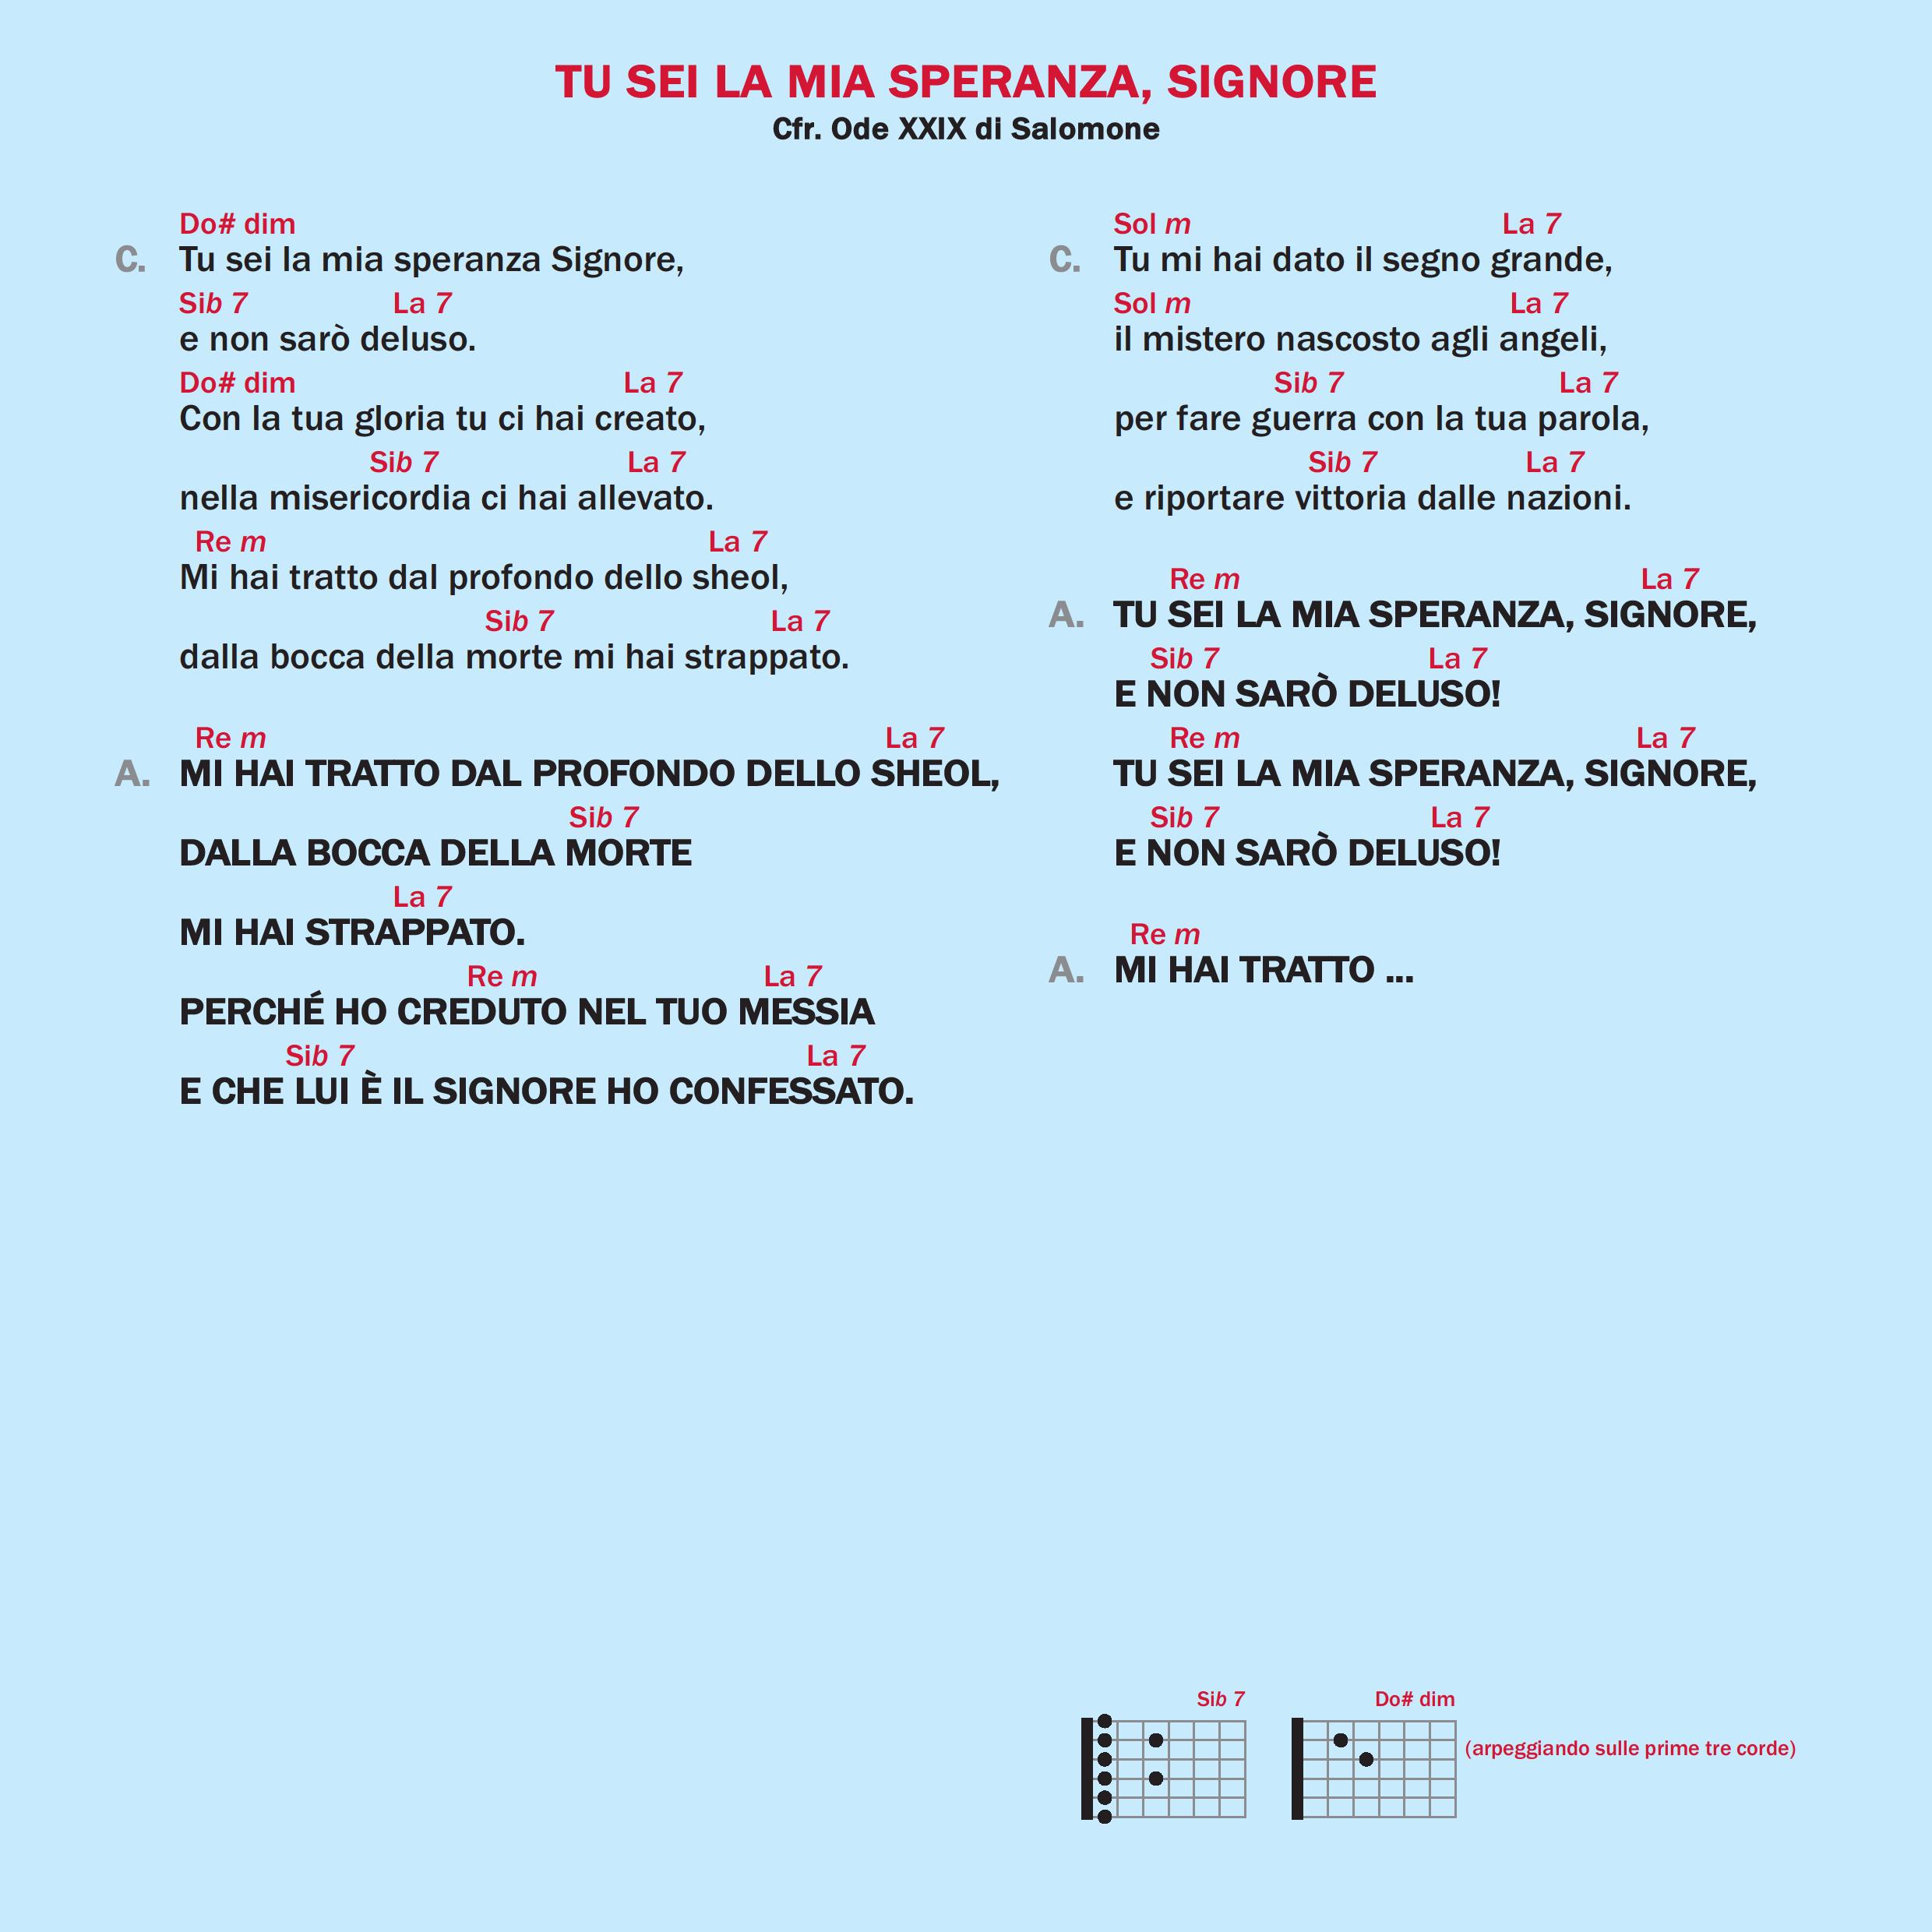 TU SEI LA MIA SPERANZA, SIGNORE
Cfr. Ode XXIX di Salomone
Do# dim
C. Tu sei la mia speranza Signore,
Sib 7 La 7
e non sarò deluso.
Do# dim La 7
Con la tua gloria tu ci hai creato,
Sib 7 La 7
nella misericordia ci hai allevato.
Re m La 7
Mi hai tratto dal profondo dello sheol,
Sib 7 La 7
dalla bocca della morte mi hai strappato.
Re m La 7
A. MI HAI TRATTO DAL PROFONDO DELLO SHEOL,
Sib 7
DALLA BOCCA DELLA MORTE
La 7
MI HAI STRAPPATO.
Re m La 7
PERCHÉ HO CREDUTO NEL TUO MESSIA
Sib 7 La 7
E CHE LUI È IL SIGNORE HO CONFESSATO.
Sol m La 7
C. Tu mi hai dato il segno grande,
Sol m La 7
il mistero nascosto agli angeli,
Sib 7 La 7
per fare guerra con la tua parola,
Sib 7 La 7
e riportare vittoria dalle nazioni.
Re m La 7
A. TU SEI LA MIA SPERANZA, SIGNORE,
Sib 7 La 7
E NON SARÒ DELUSO!
Re m La 7
TU SEI LA MIA SPERANZA, SIGNORE,
Sib 7 La 7
E NON SARÒ DELUSO!
Re m
A. MI HAI TRATTO ...
Sib 7 Do# dim
(arpeggiando sulle prime tre corde)